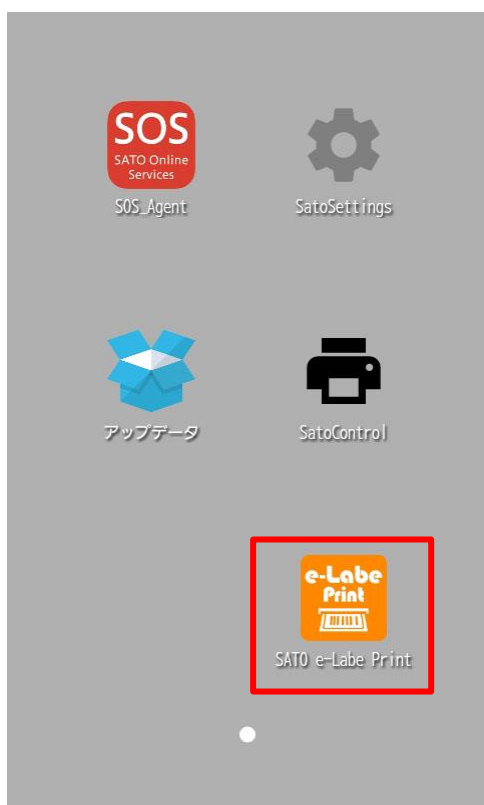 SOS
SATO Online
Services
SOS_Agent
SatoSettings
アップデータ
SatoControl
e-Labe
Print
SATO e-Labe Print